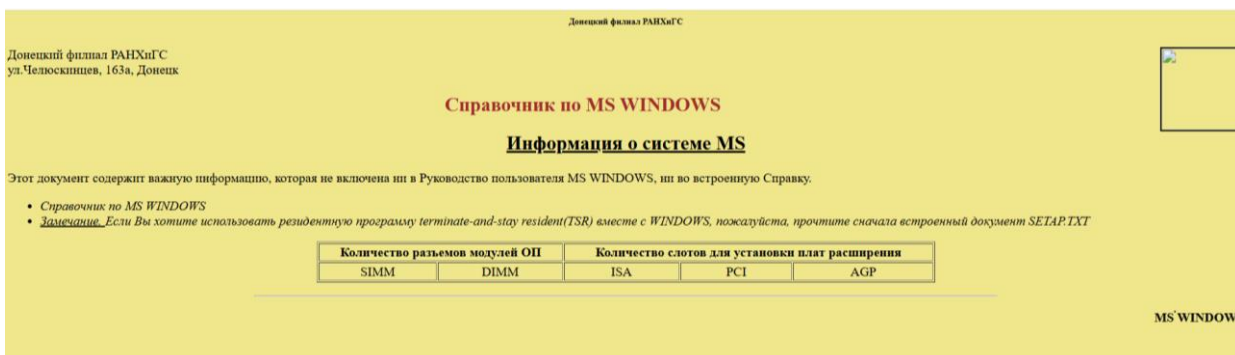 Донецкий филиал РАНХиГС
Донецкий филиал РАНХиГС
ул.Челюскинцев, 163а, Донецк
Справочник по MS WINDOWS
Информация о системе MS
Этот документ содержит важную информацию, которая не включена ни в Руководство пользователя MS WINDOWS, ни во встроенную Справку.
• Справочник по MS WINDOWS
• Замечание. Если Вы хотите использовать резидентную программу terminate-and-stay resident(TSR) вместе с WINDOWS, пожалуйста, прочтите сначала встроенный документ SETAP.TXT
Количество разъемов модулей ОП Количество слотов для установки плат расширения
SIMM DIMM ISA PCI AGP
MS WINDOW